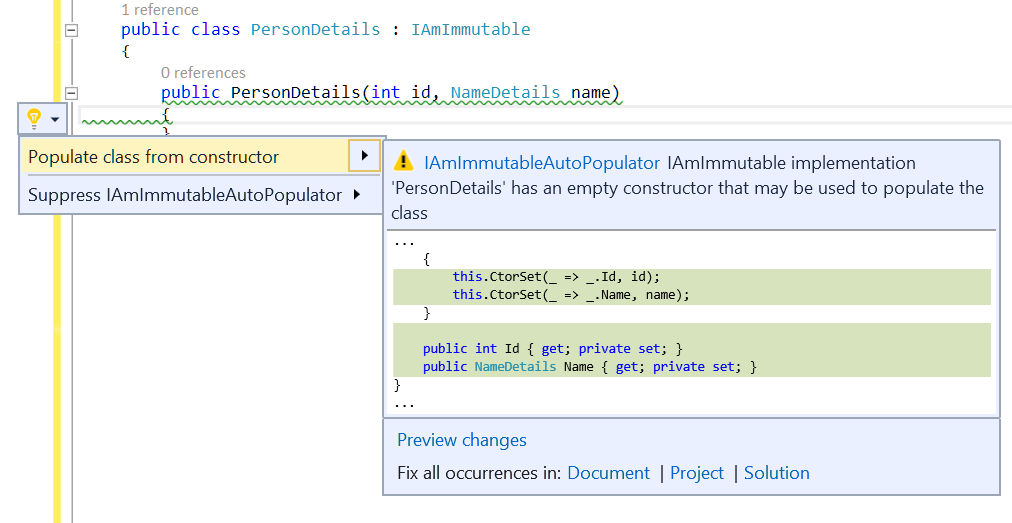 1 reference
public class PersonDetails : IAmImmutable
{
0 references
public PersonDetails(int id, NameDetails name)
{
}
Populate class from constructor
Suppress IAmImmutableAutoPopulator
IAmImmutableAutoPopulator IAmImmutable implementation
'PersonDetails' has an empty constructor that may be used to populate the
class
...
{
this.CtorSet(_ => _.Id, id);
this.CtorSet(_ => _.Name, name);
}
public int Id { get; private set; }
public NameDetails Name { get; private set; }
}
...
Preview changes
Fix all occurrences in: Document | Project | Solution